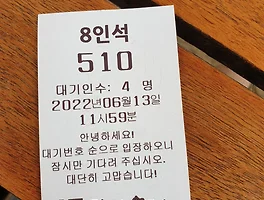 8인석
510
대기인수: 4 명
2022년06월13일
11시59분
안녕하세요!
대기번호 순으로 입장하오니
잠시만 기다려 주십시오.
대단히 고맙습니다!